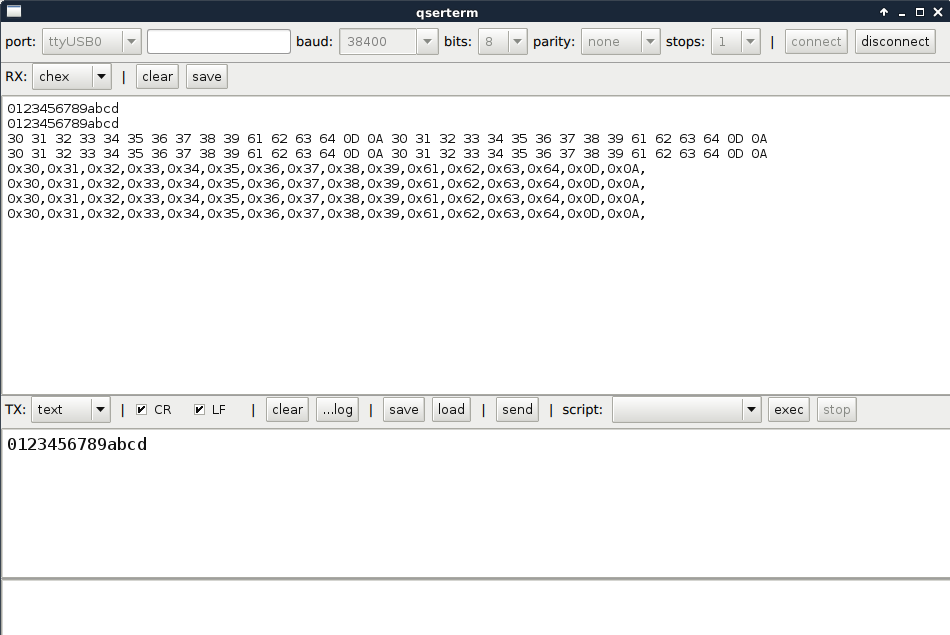 qserterm
port: ttyUSB0 baud: 38400 bits: 8 parity: none stops: 1 | connect disconnect
RX: chex | clear save
0123456789abcd
0123456789abcd
30 31 32 33 34 35 36 37 38 39 61 62 63 64 0D 0A 30 31 32 33 34 35 36 37 38 39 61 62 63 64 0D 0A
30 31 32 33 34 35 36 37 38 39 61 62 63 64 0D 0A 30 31 32 33 34 35 36 37 38 39 61 62 63 64 0D 0A
0x30,0x31,0x32,0x33,0x34,0x35,0x36,0x37,0x38,0x39,0x61,0x62,0x63,0x64,0x0D,0x0A,
0x30,0x31,0x32,0x33,0x34,0x35,0x36,0x37,0x38,0x39,0x61,0x62,0x63,0x64,0x0D,0x0A,
0x30,0x31,0x32,0x33,0x34,0x35,0x36,0x37,0x38,0x39,0x61,0x62,0x63,0x64,0x0D,0x0A,
0x30,0x31,0x32,0x33,0x34,0x35,0x36,0x37,0x38,0x39,0x61,0x62,0x63,0x64,0x0D,0x0A,
TX: text | CR LF | clear ...log | save load | send | script: exec stop
0123456789abcd